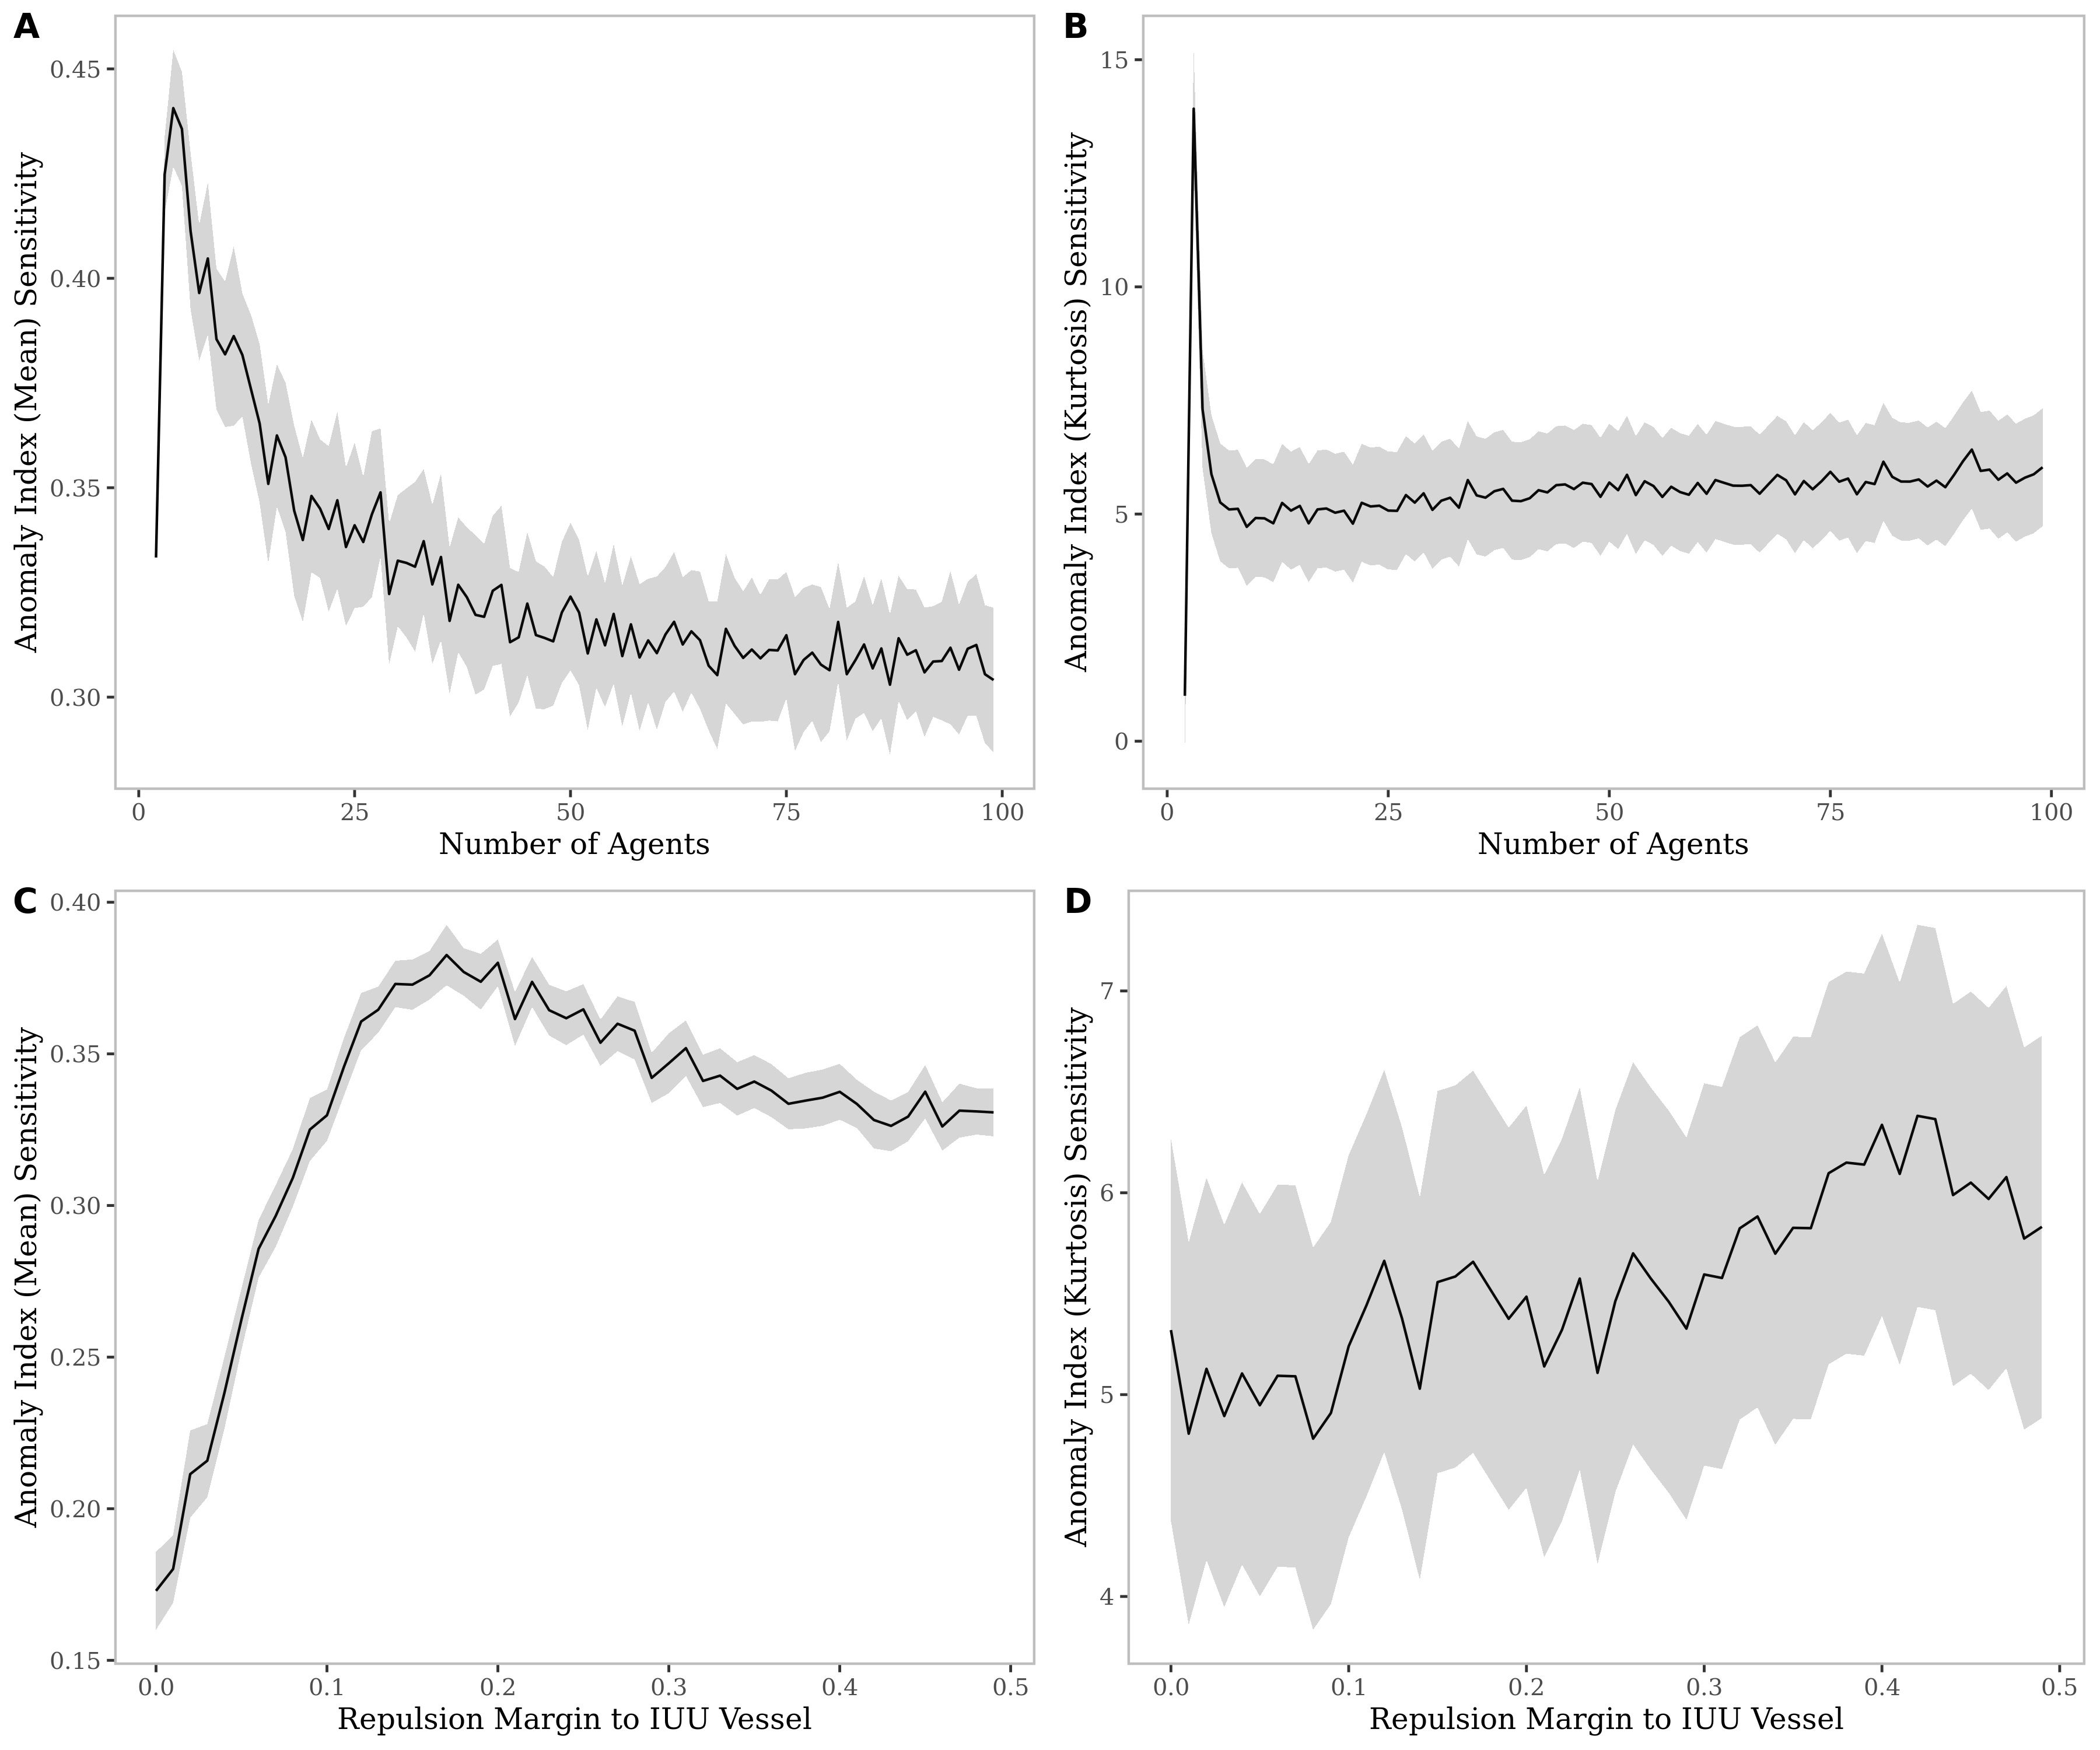 A
Anomaly Index (Mean) Sensitivity
0.45
0.40
0.35
0.30
0 25 50 75 100
Number of Agents
B
Anomaly Index (Kurtosis) Sensitivity
15
10
5
0
0 25 50 75 100
Number of Agents
C
Anomaly Index (Mean) Sensitivity
0.40
0.35
0.30
0.25
0.20
0.15
0.0 0.1 0.2 0.3 0.4 0.5
Repulsion Margin to IUU Vessel
D
Anomaly Index (Kurtosis) Sensitivity
7
6
5
4
0.0 0.1 0.2 0.3 0.4 0.5
Repulsion Margin to IUU Vessel